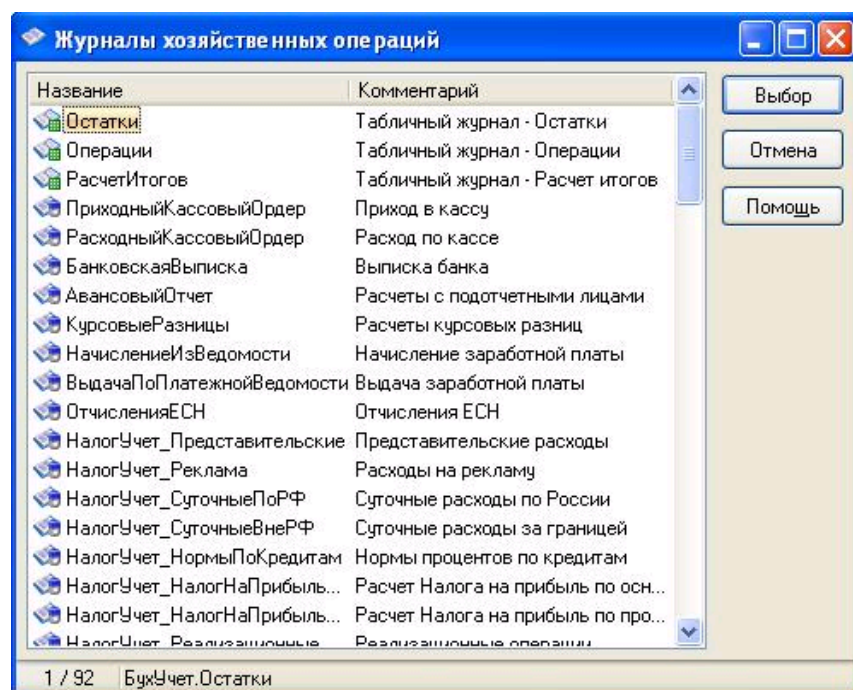 Журналы хозяйственных операций
Название Комментарий
Остатки Табличный журнал - Остатки
Операции Табличный журнал - Операции
РасчетИтогов Табличный журнал - Расчет итогов
ПриходныйКассовыйОрдер Приход в кассу
РасходныйКассовыйОрдер Расход по кассе
БанковскаяВыписка Выписка банка
АвансовыйОтчет Расчеты с подотчетными лицами
КурсовыеРазницы Расчеты курсовых разниц
НачислениеИзВедомости Начисление заработной платы
ВыдачаПоПлатежнойВедомости Выдача заработной платы
ОтчисленияЕСН Отчисления ЕСН
НалогУчет_Представительские Представительские расходы
НалогУчет_Реклама Расходы на рекламу
НалогУчет_СуточныеПоРФ Суточные расходы по России
НалогУчет_СуточныеВнеРФ Суточные расходы за границей
НалогУчет_НормыПоКредитам Нормы процентов по кредитам
НалогУчет_НалогНаПрибыль... Расчет Налога на прибыль по осн...
НалогУчет_НалогНаПрибыль... Расчет Налога на прибыль по про...
НалогУчет_Реализационные Реализационные операции
Выбор
Отмена
Помощь
1 / 92 БухУчет.Остатки